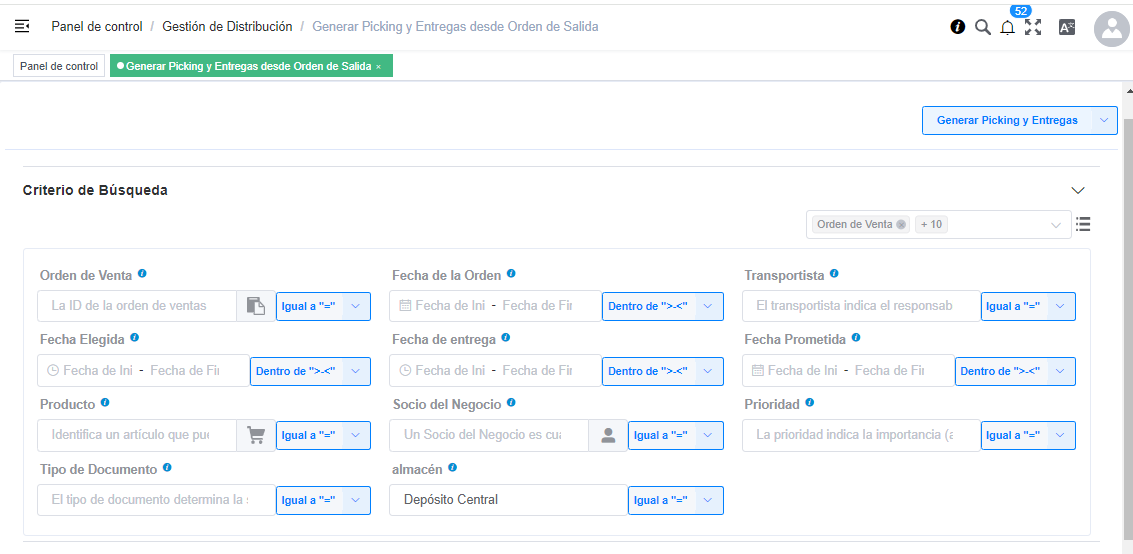 Panel de control / Gestión de Distribución / Generar Picking y Entregas desde Orden de Salida
52
Panel de control
Generar Picking y Entregas desde Orden de Salida ×
Generar Picking y Entregas
Criterio de Búsqueda
Orden de Venta + 10
Orden de Venta Fecha de la Orden Transportista
La ID de la orden de ventas Igual a "=" Fecha de Ini - Fecha de Fir Dentro de ">-<" El transportista indica el responsab Igual a "="
Fecha Elegida Fecha de entrega Fecha Prometida
Fecha de Ini - Fecha de Fir Dentro de ">-<" Fecha de Ini - Fecha de Fir Dentro de ">-<" Fecha de Ini - Fecha de Fir Dentro de ">-<"
Producto Socio del Negocio Prioridad
Identifica un artículo que pue Igual a "=" Un Socio del Negocio es cua Igual a "=" La prioridad indica la importancia (a Igual a "="
Tipo de Documento almacén
El tipo de documento determina la s Igual a "=" Depósito Central Igual a "="